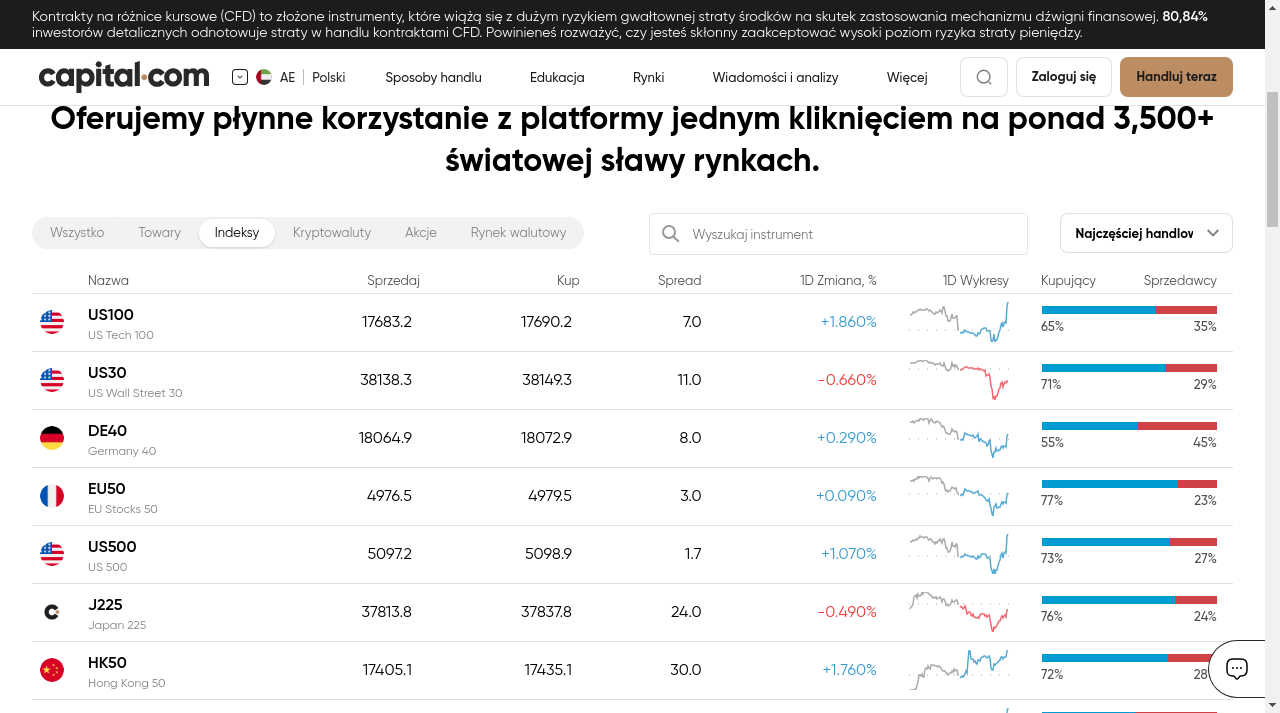 Kontrakty na różnice kursowe (CFD) to złożone instrumenty, które wiążą się z dużym ryzykiem gwałtownej straty środków na skutek zastosowania mechanizmu dźwigni finansowej. 80,84%
inwestorów detalicznych odnotowuje straty w handlu kontraktami CFD. Powinieneś rozważyć, czy jesteś skłonny zaakceptować wysoki poziom ryzyka straty pieniędzy.
capital.com AE Polski Sposoby handlu Edukacja Rynki Wiadomości i analizy Więcej Zaloguj się Handluj teraz
Oferujemy płynne korzystanie z platformy jednym kliknięciem na ponad 3,500+
światowej sławy rynkach.
Wszystko Towary Indeksy Kryptowaluty Akcje Rynek walutowy Wyszukaj instrument Najczęściej handlow
Nazwa Sprzedaj Kup Spread 1D Zmiana, % 1D Wykresy Kupujący Sprzedawcy
US100 17683.2 17690.2 7.0 +1.860% 65% 35%
US Tech 100
US30 38138.3 38149.3 11.0 -0.660% 71% 29%
US Wall Street 30
DE40 18064.9 18072.9 8.0 +0.290% 55% 45%
Germany 40
EU50 4976.5 4979.5 3.0 +0.090% 77% 23%
EU Stocks 50
US500 5097.2 5098.9 1.7 +1.070% 73% 27%
US 500
J225 37813.8 37837.8 24.0 -0.490% 76% 24%
Japan 225
HK50 17405.1 17435.1 30.0 +1.760% 72% 28
Hong Kong 50